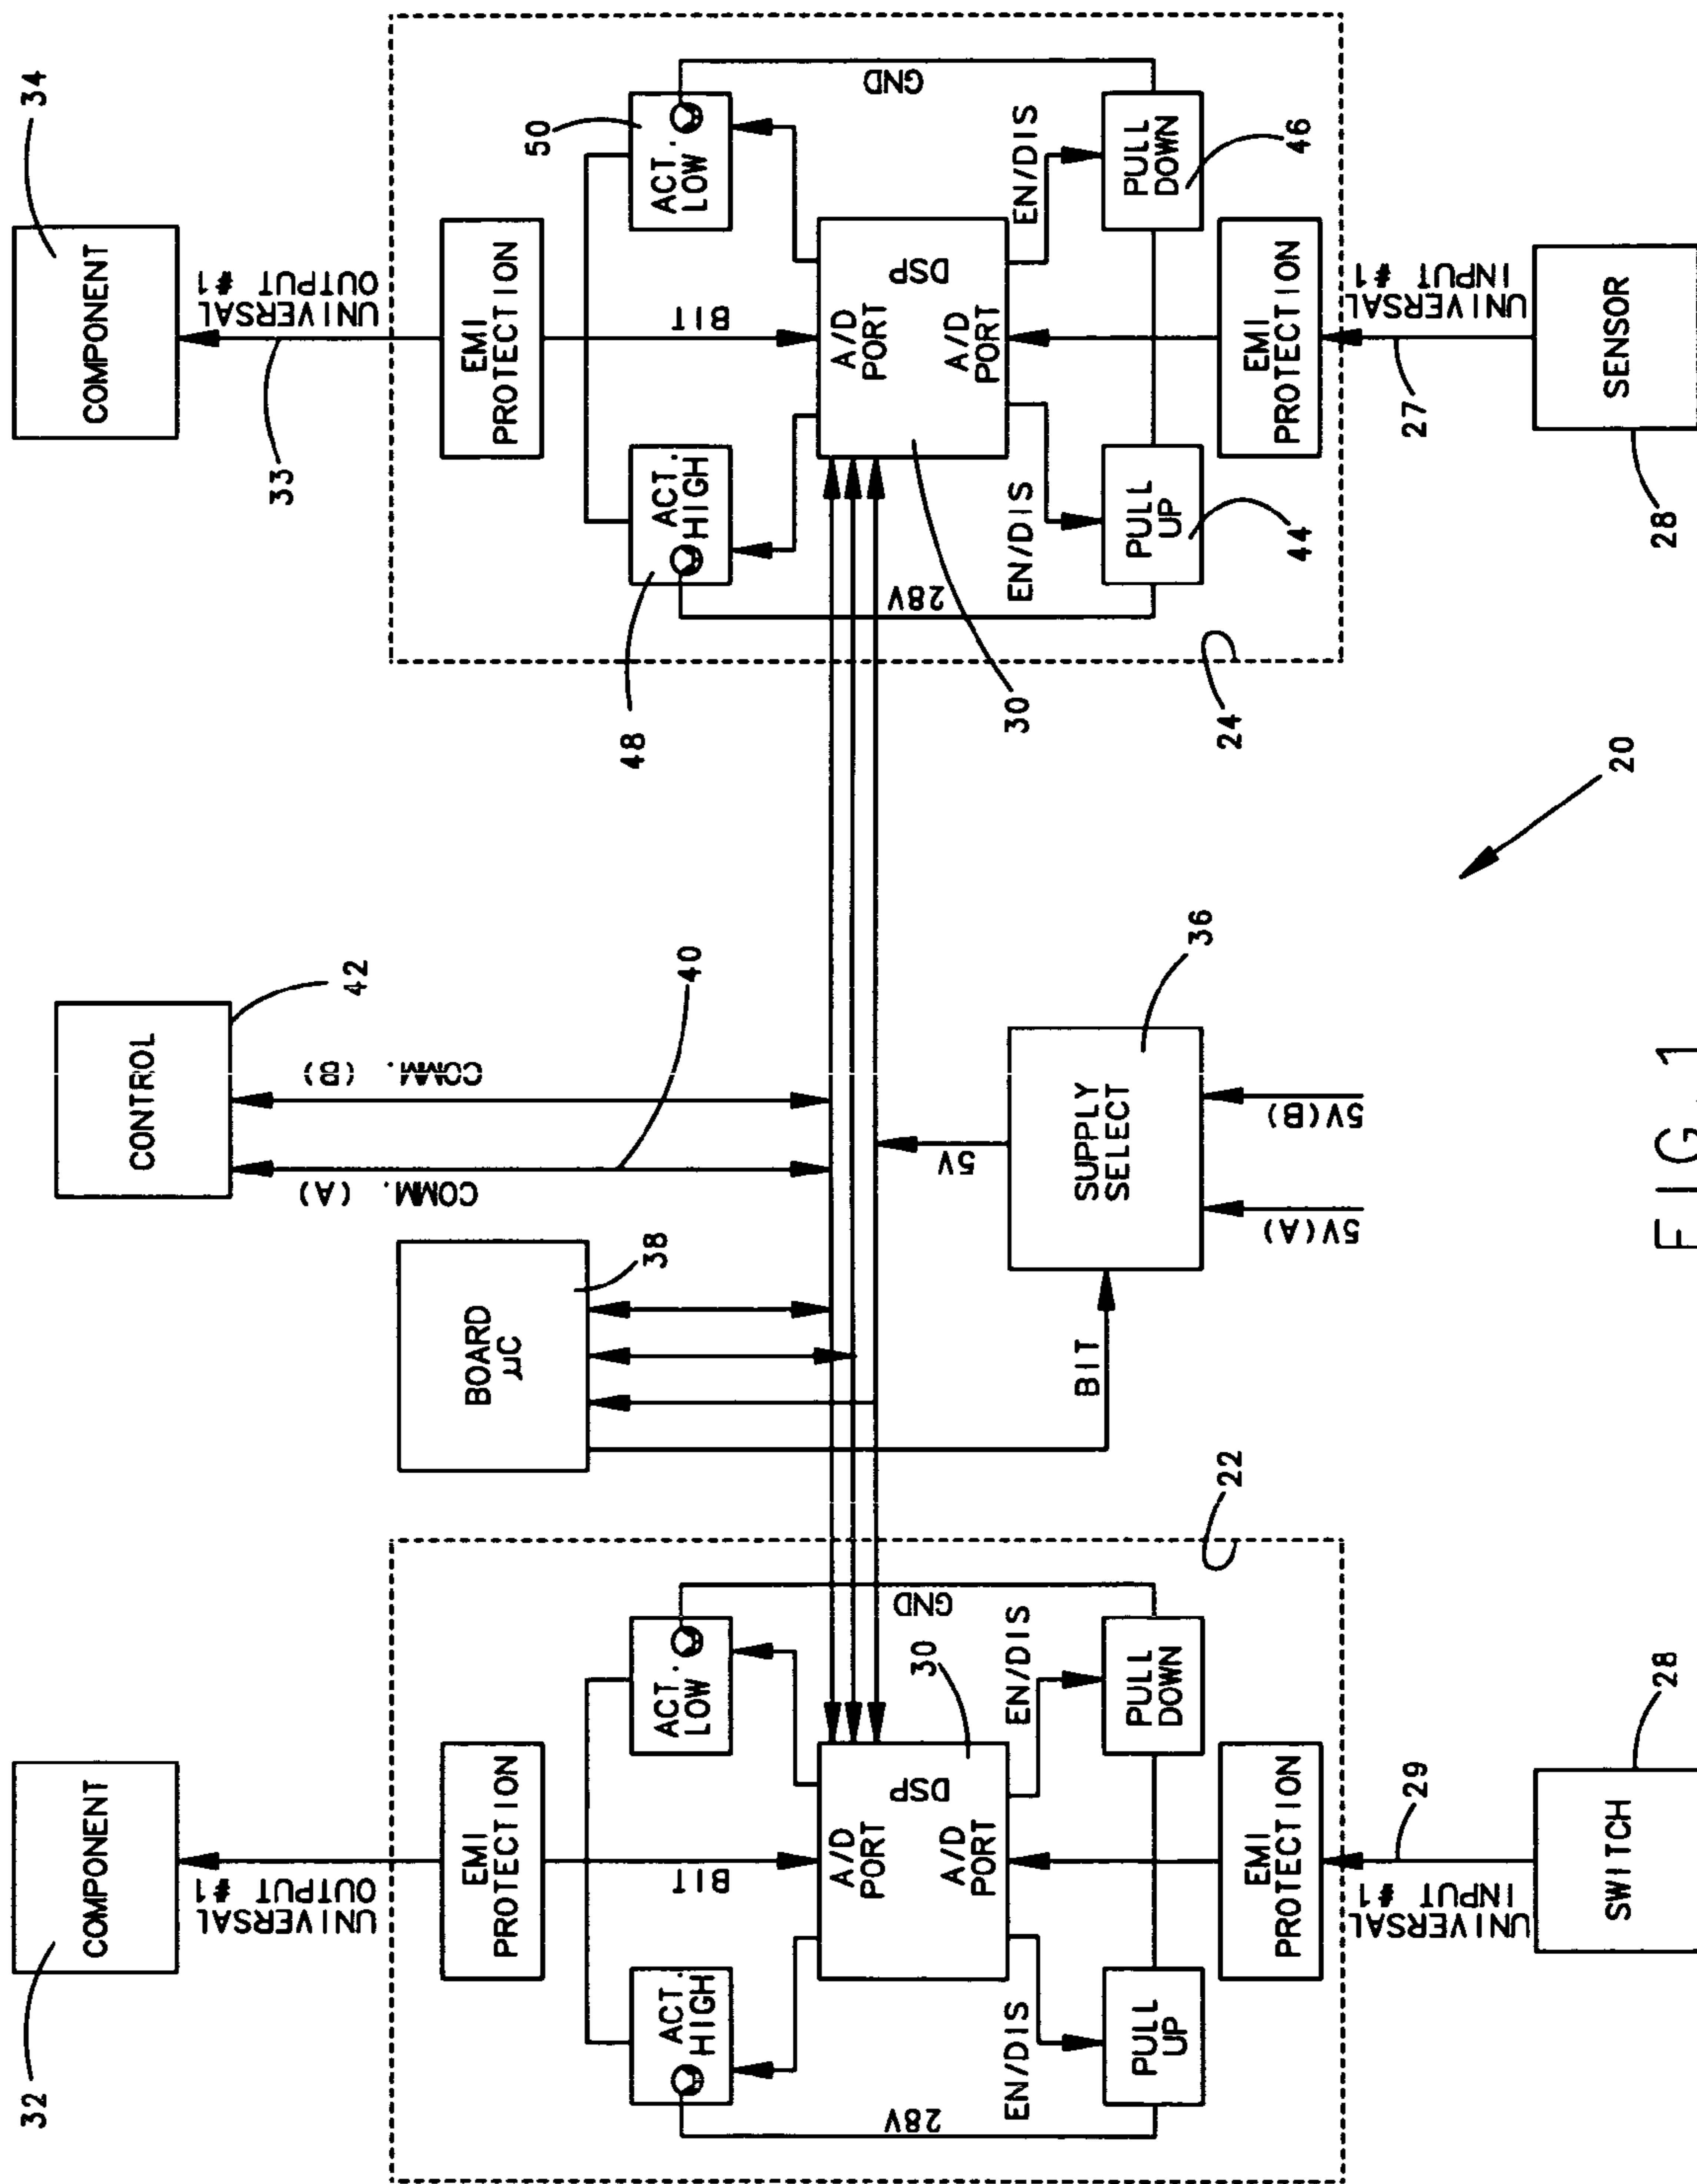 32
COMPONENT
UNIVERSAL
OUTPUT #1
EMI
PROTECTION
ACT.
HIGH
ACT.
LOW
28V
BIT
GND
A/D
PORT
DSP
A/D
PORT
30
EN/DIS
EN/DIS
PULL
UP
PULL
DOWN
EMI
PROTECTION
22
UNIVERSAL
INPUT #1
29
SWITCH
28
BOARD
µC
38
CONTROL
42
COMM. (A)
COMM. (B)
40
BIT
5V
SUPPLY
SELECT
36
5V(A)
5V(B)
34
COMPONENT
33
UNIVERSAL
OUTPUT #1
EMI
PROTECTION
48
ACT.
HIGH
50
ACT.
LOW
28V
BIT
GND
A/D
PORT
DSP
A/D
PORT
30
EN/DIS
EN/DIS
PULL
UP
44
PULL
DOWN
46
EMI
PROTECTION
24
27
UNIVERSAL
INPUT #1
SENSOR
28
20
FIG.1